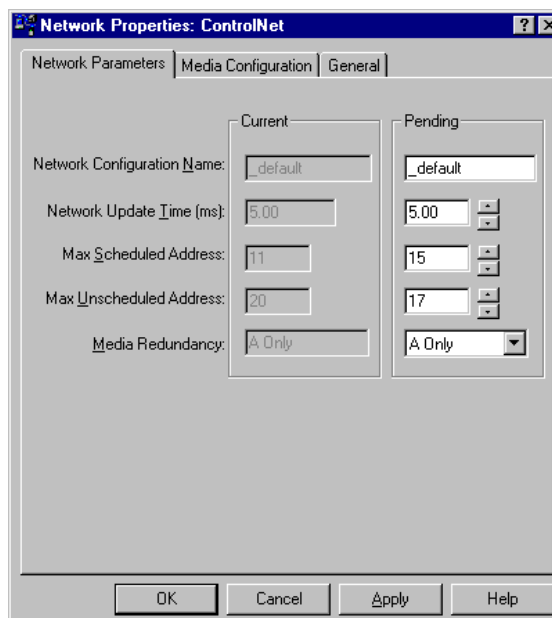 Network Properties: ControlNet
Network Parameters Media Configuration General
Current Pending
Network Configuration Name: _default _default
Network Update Time (ms): 5.00 5.00
Max Scheduled Address: 11 15
Max Unscheduled Address: 20 17
Media Redundancy: A Only A Only
OK Cancel Apply Help